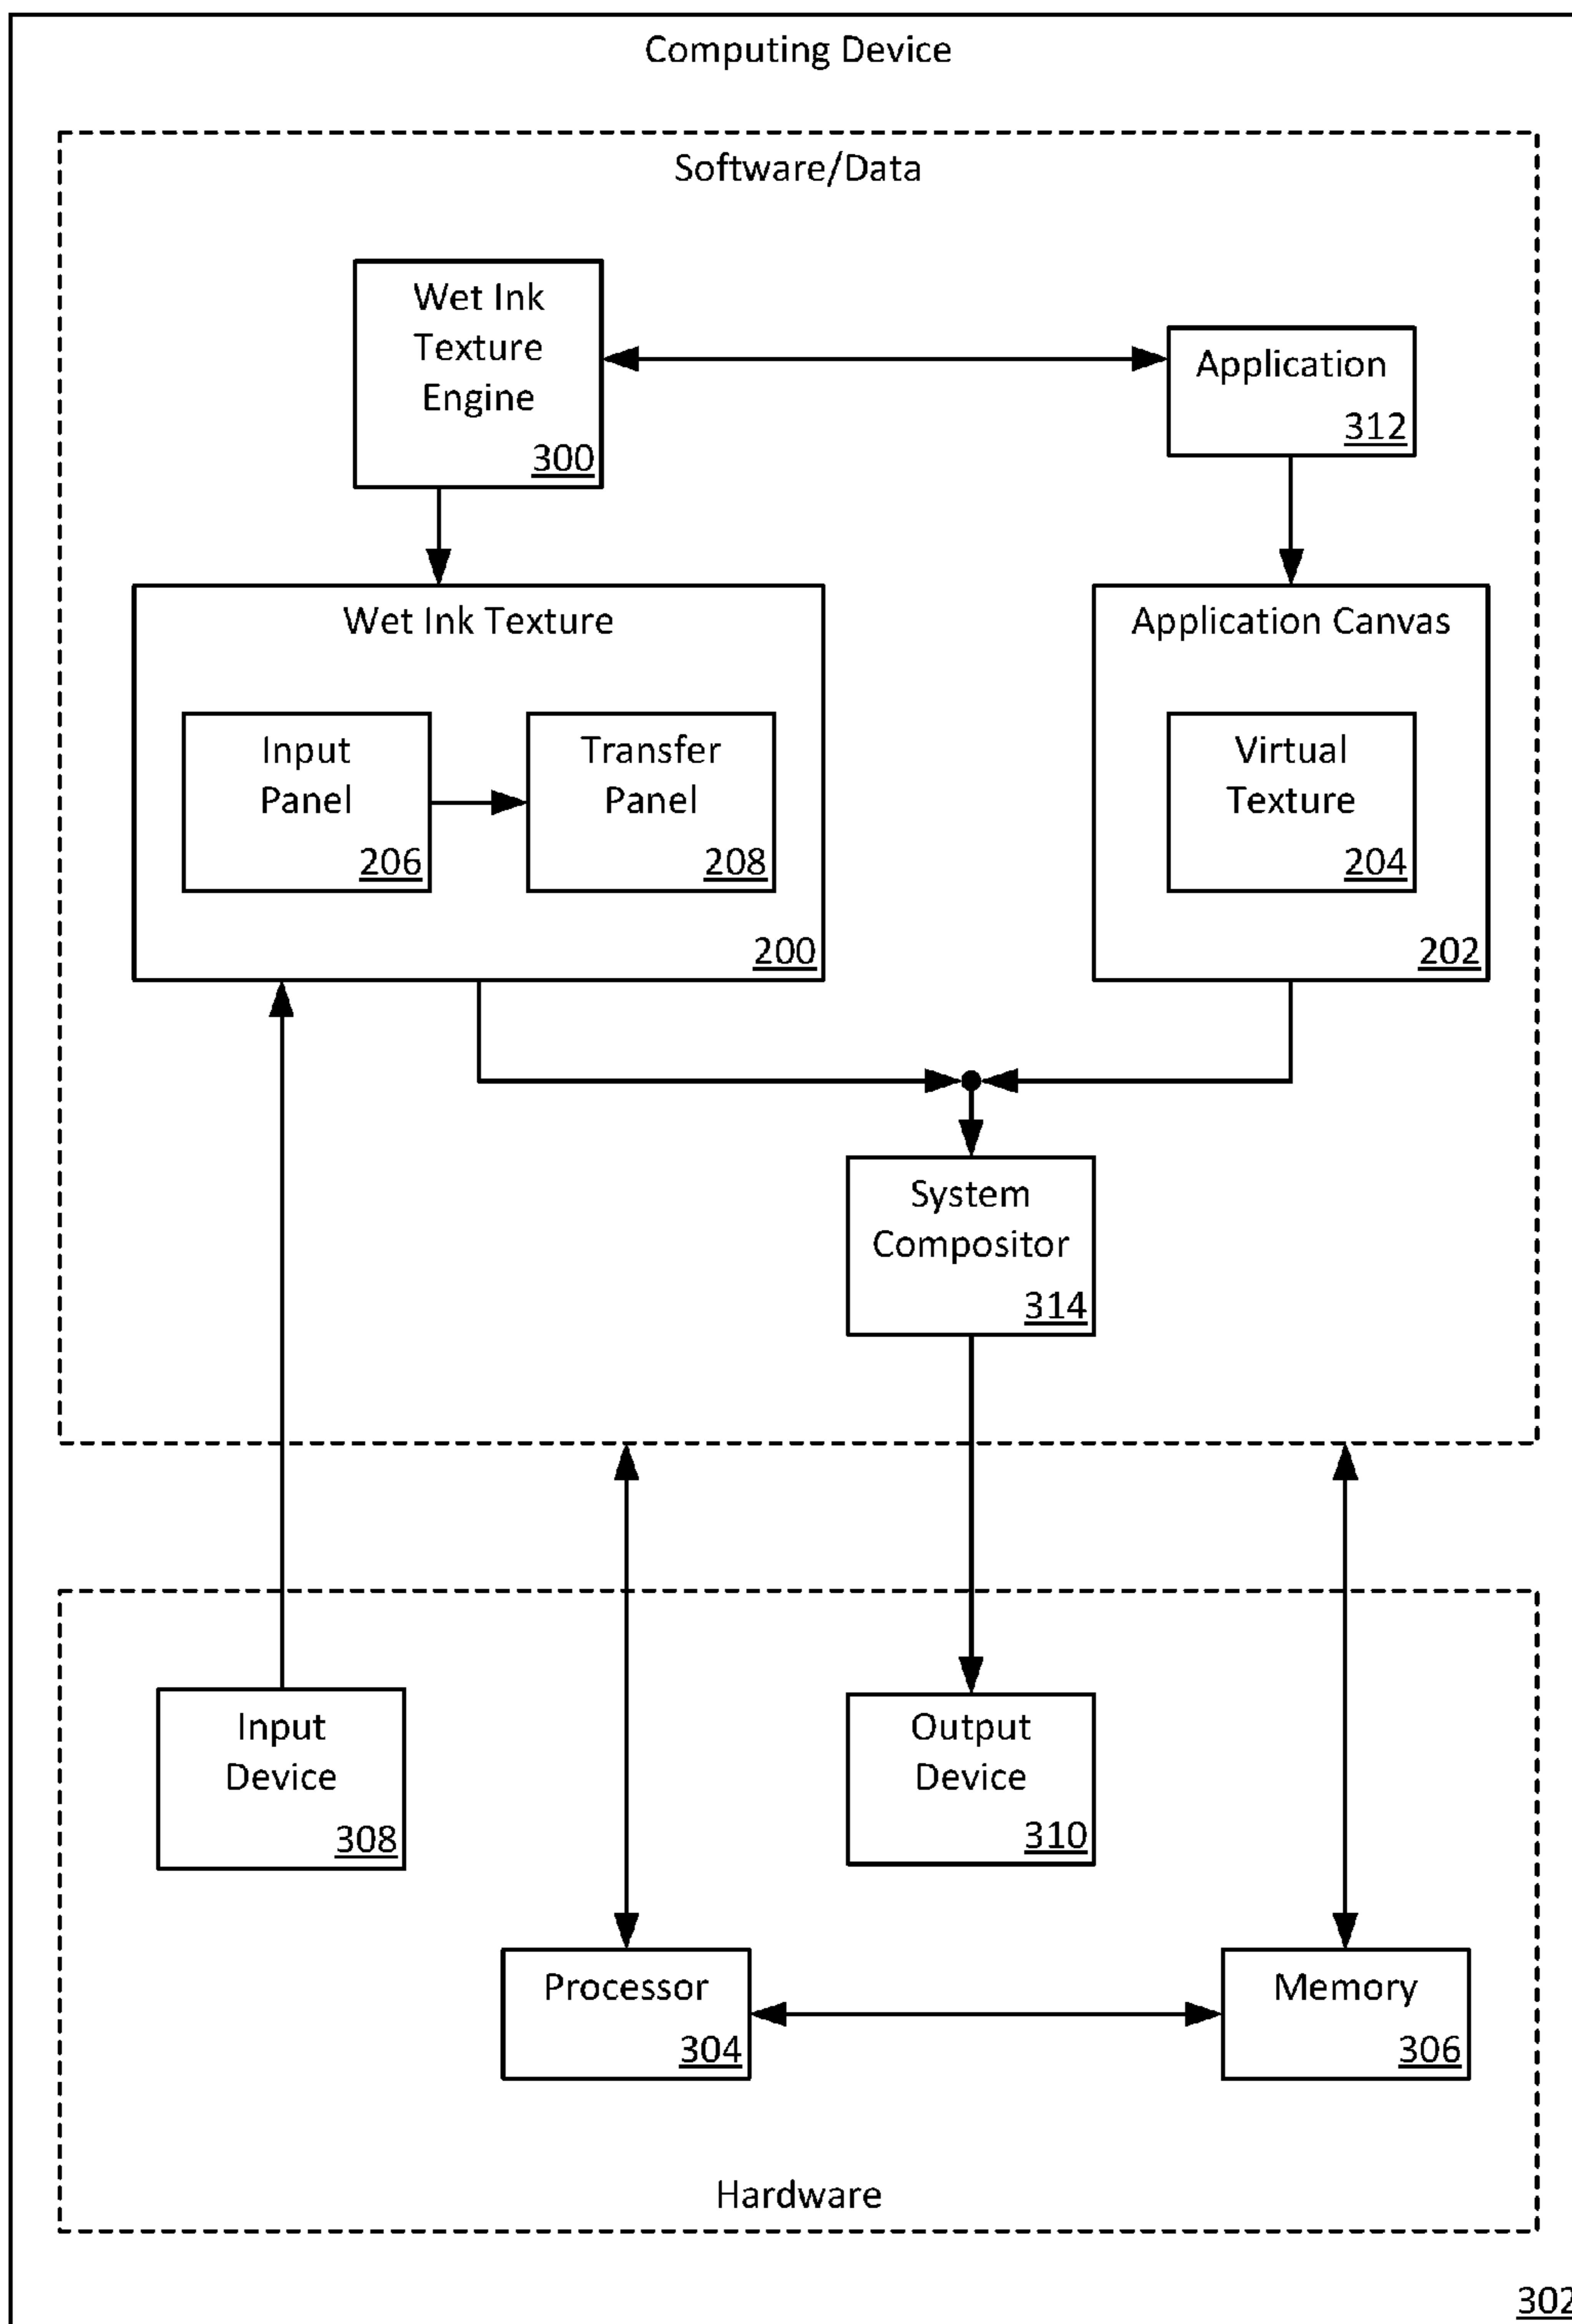 Computing Device
Software/Data
Wet Ink
Texture
Engine
300
Application
312
Wet Ink Texture
Input
Panel
206
Transfer
Panel
208
200
Application Canvas
Virtual
Texture
204
202
System
Compositor
314
Input
Device
308
Output
Device
310
Processor
304
Memory
306
Hardware
302